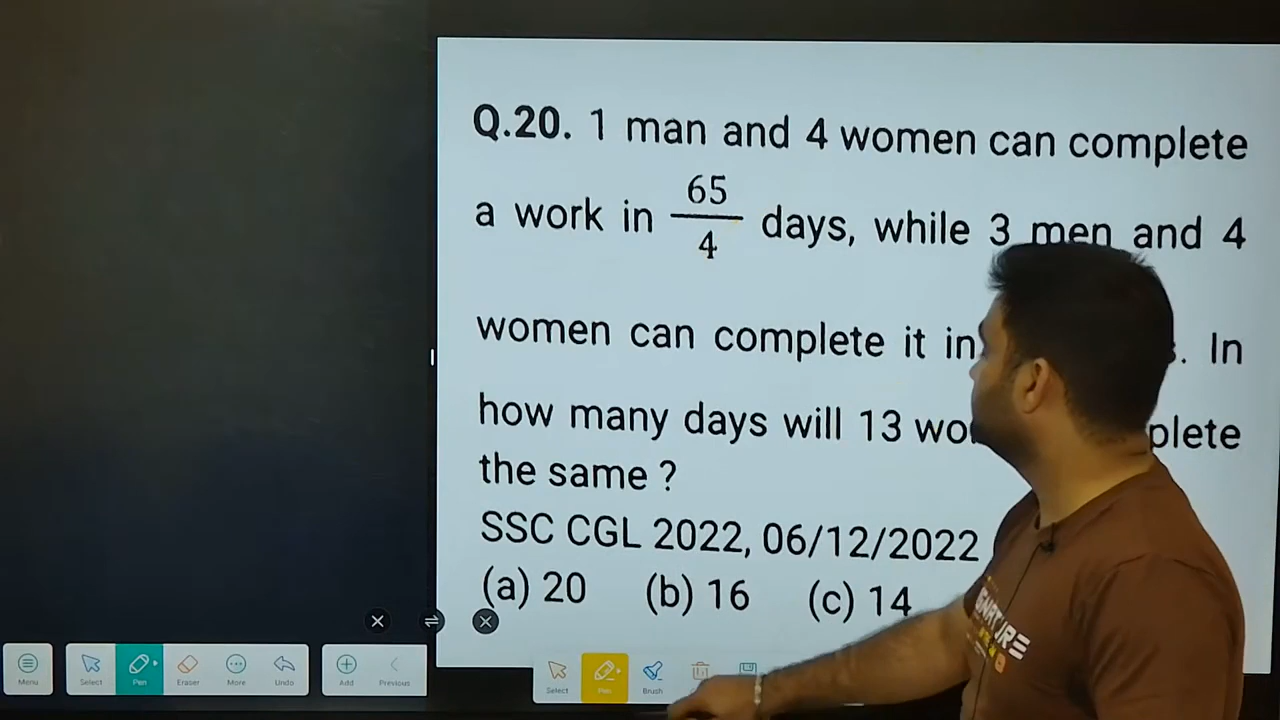 Q.20. 1 man and 4 women can complete
a work in 65/4 days, while 3 men and 4
women can complete it in . In
how many days will 13 plete
the same ?
SSC CGL 2022, 06/12/2022
(a) 20 (b) 16 (c) 14
Menu Select Pen Eraser More Undo Add Previous Select Pen Brush